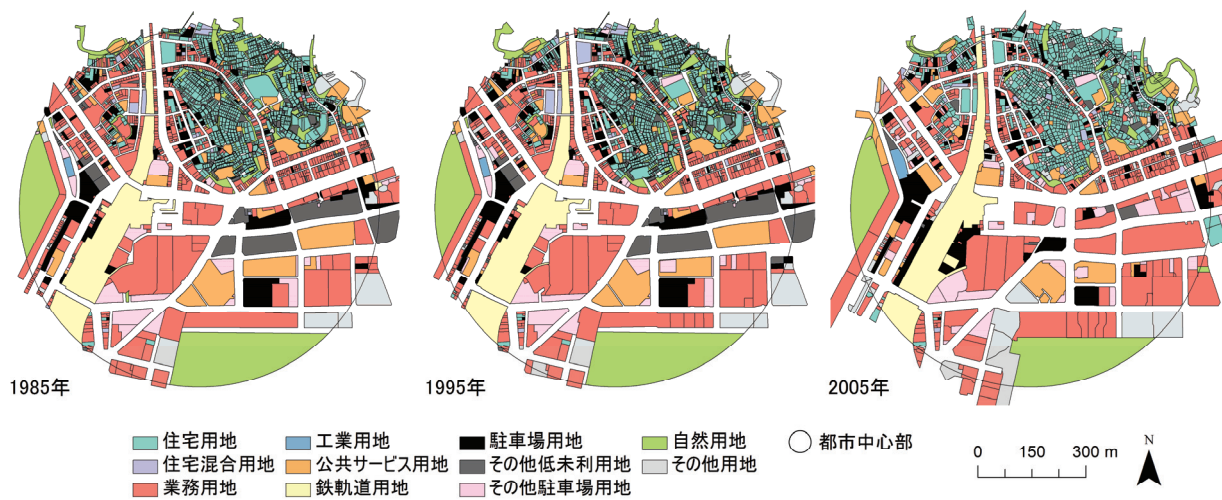 1985年
1995年
2005年
住宅用地
工業用地
駐車場用地
自然用地
都市中心部
住宅混合用地
公共サービス用地
その他低未利用地
その他用地
業務用地
鉄軌道用地
その他駐車場用地
0 150 300 m
N